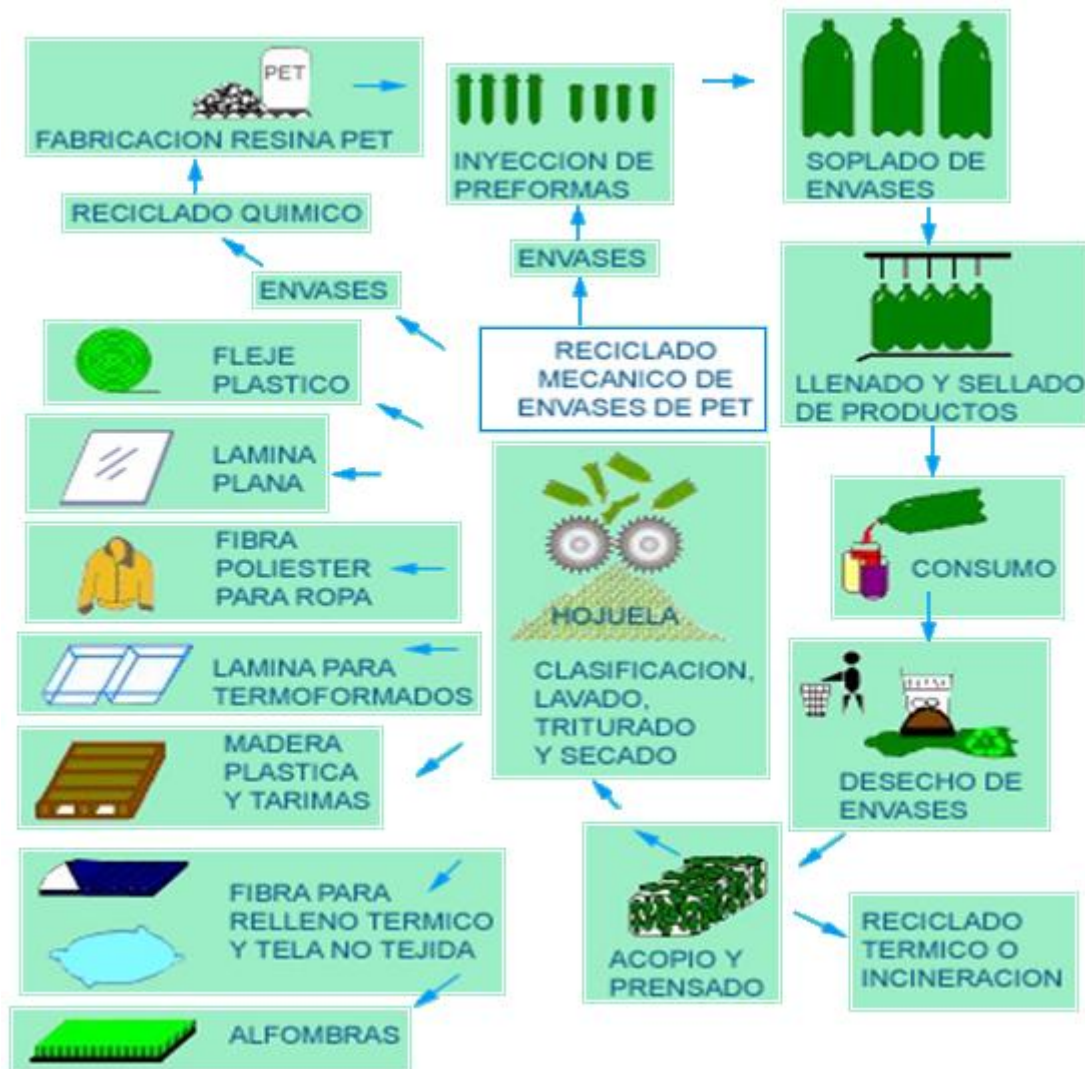 PET
FABRICACION RESINA PET
INYECCION DE
PREFORMAS
SOPLADO DE
ENVASES
RECICLADO QUIMICO
ENVASES
ENVASES
RECICLADO
MECANICO DE
ENVASES DE PET
LLENADO Y SELLADO
DE PRODUCTOS
FLEJE
PLASTICO
LAMINA
PLANA
FIBRA
POLIESTER
PARA ROPA
LAMINA PARA
TERMOFORMADOS
MADERA
PLASTICA
Y TARIMAS
FIBRA PARA
RELLENO TERMICO
Y TELA NO TEJIDA
ALFOMBRAS
HOJUELA
CLASIFICACION,
LAVADO,
TRITURADO
Y SECADO
CONSUMO
DESECHO DE
ENVASES
ACOPIO Y
PRENSADO
RECICLADO
TERMICO O
INCINERACION